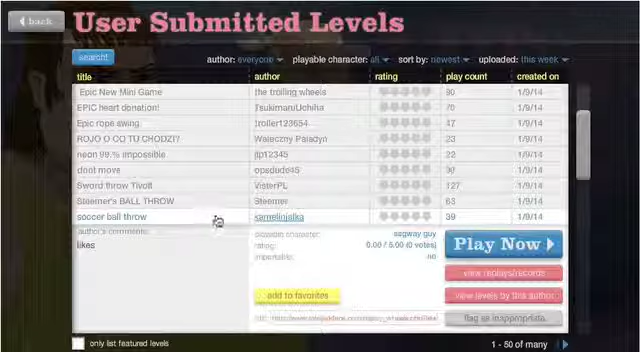 back
User Submitted Levels
search!
author: everyone playable character: all sort by: newest uploaded: this week
title author rating play count created on
Epic New Mini Game the trolling wheels 90 1/9/14
EPIC heart donation! TsukimaruUchiha 70 1/9/14
Epic rope swing troller123654 47 1/9/14
ROJO O CO TU CHODZI? Waleczny Paladyn 23 1/9/14
neon 99.% impossible jtp12345 22 1/9/14
dont move opsdude45 1/9/14
Sword throw Tivolt VisterPL 127 1/9/14
Steemer's BALL THROW Steemer 63 1/9/14
soccer ball throw 39 1/9/14
author's comments:
likes
playable character: segway guy
rating: 0.00 / 5.00 (0 votes)
importable: no
Play Now
view replays/records
add to favorites
view levels by this author
flag as inappropriate
only list featured levels
1 - 50 of many